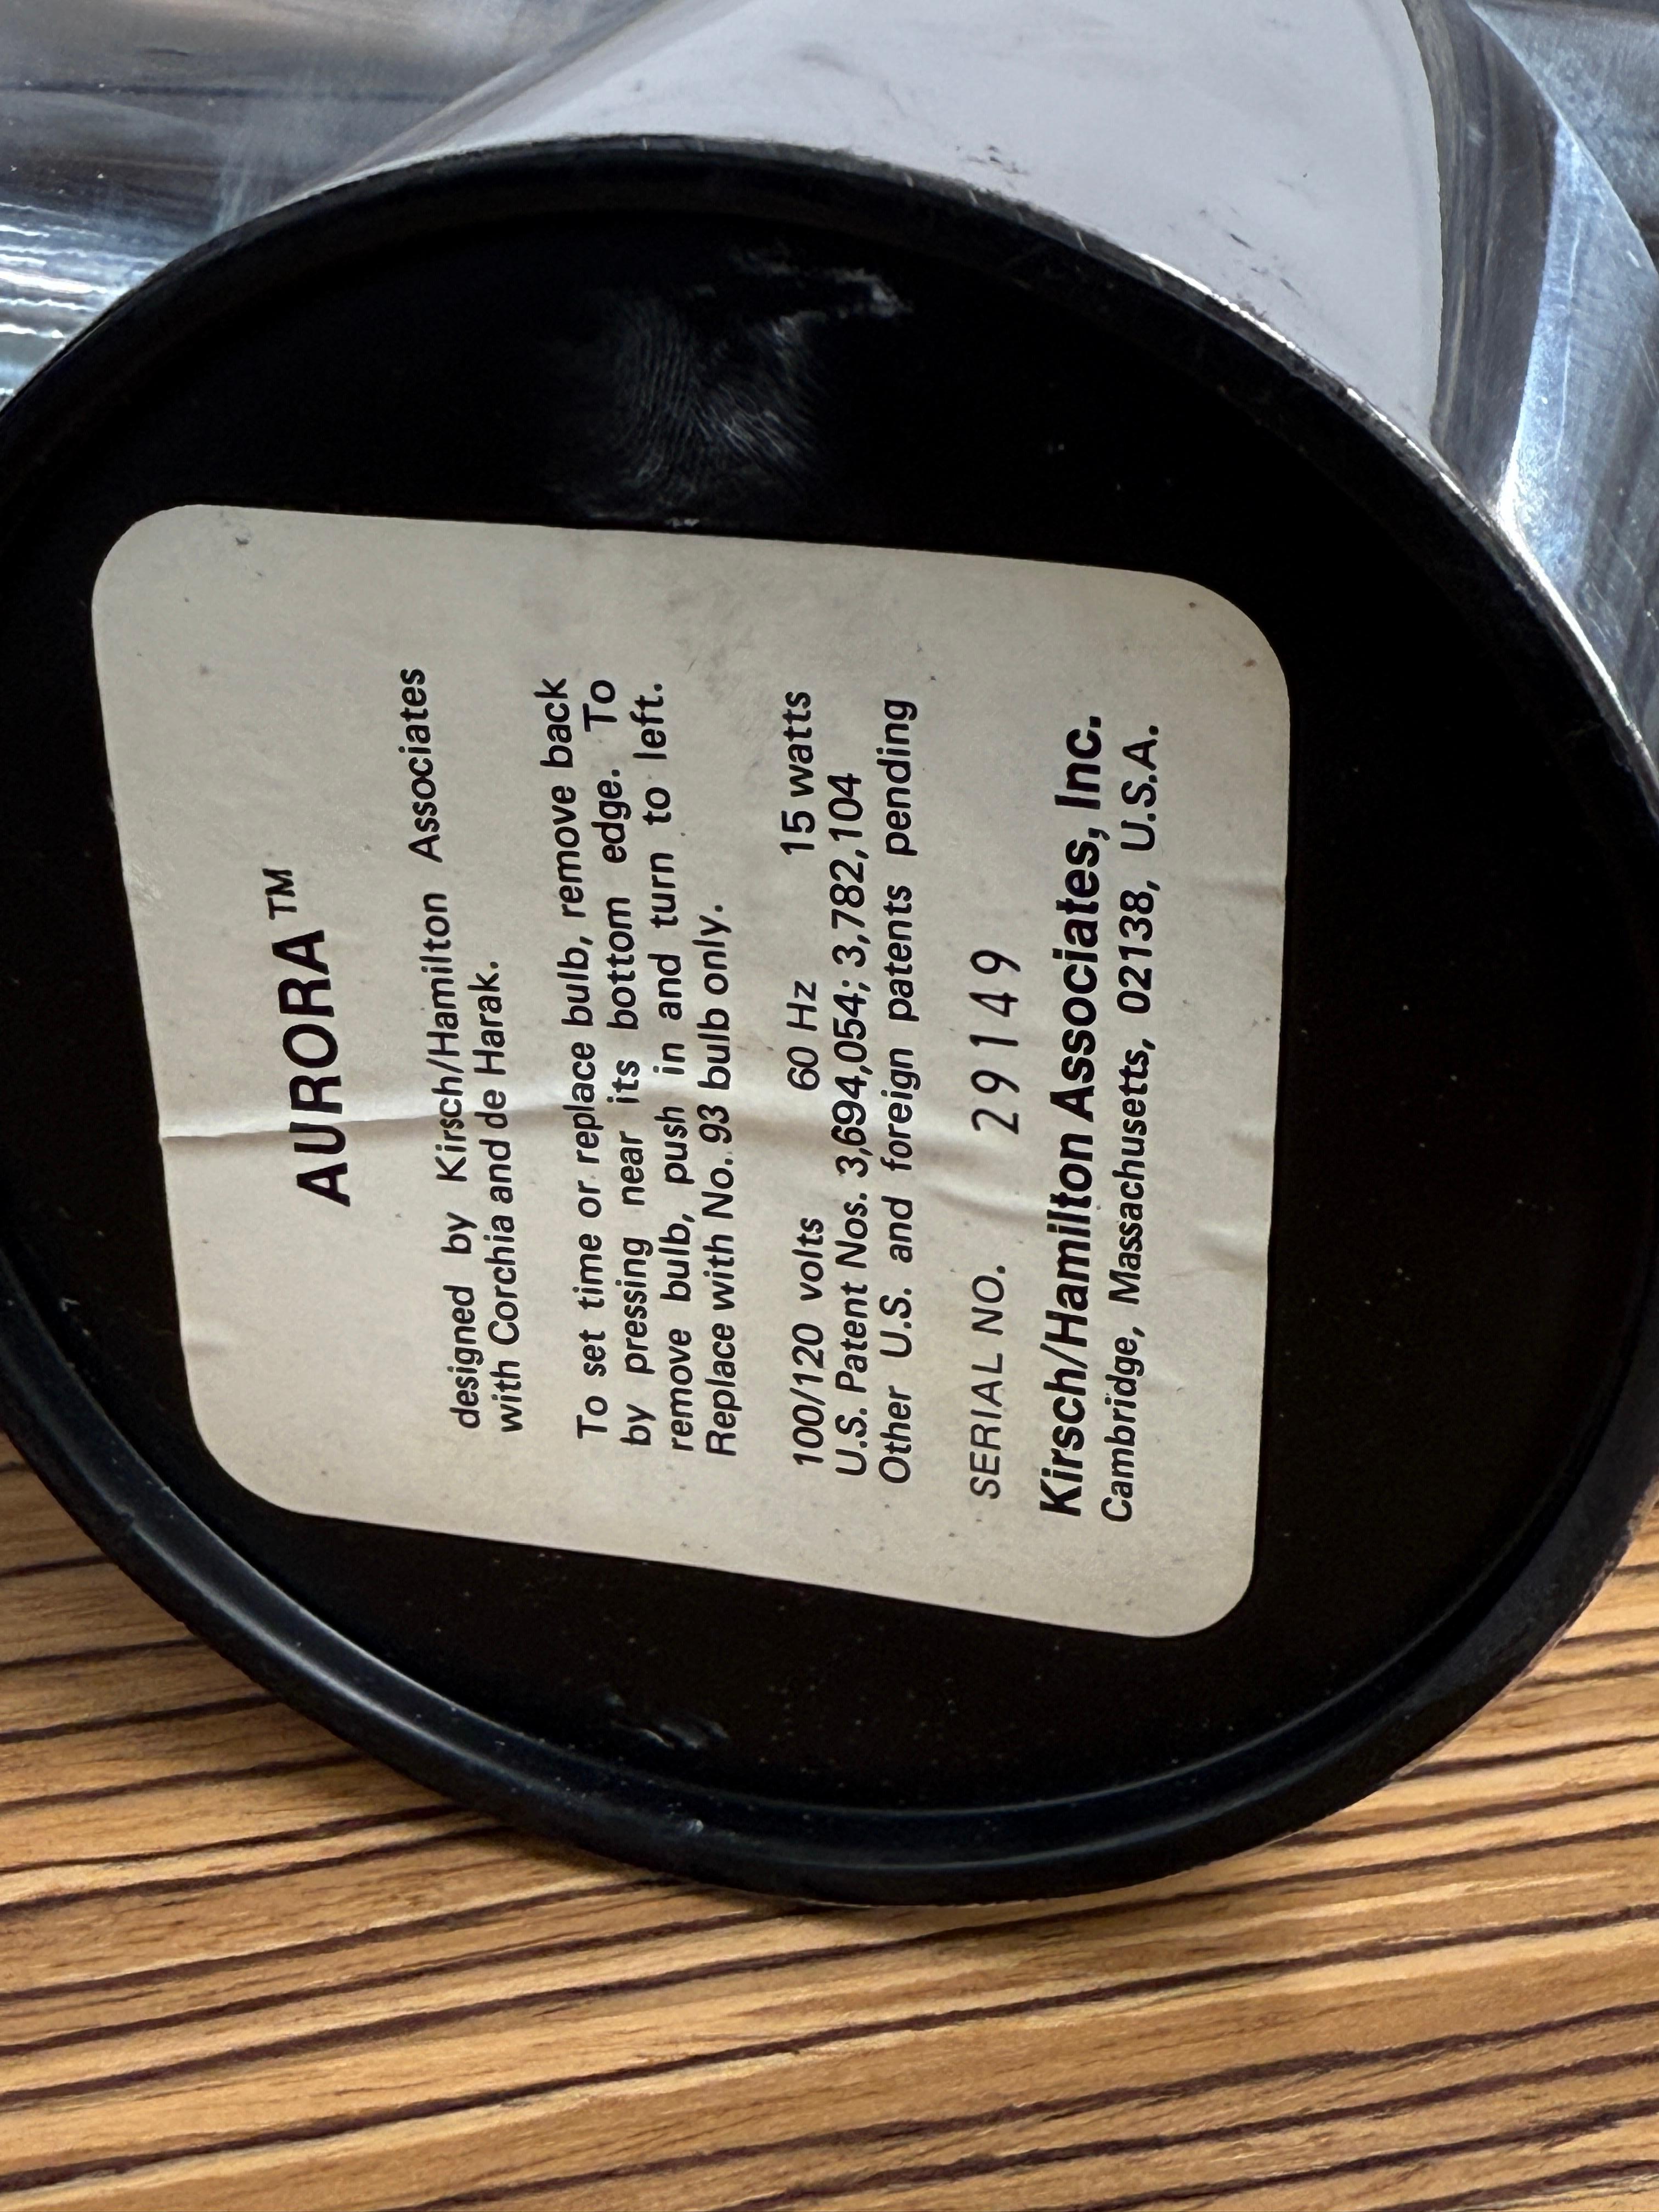 AURORA™
designed by Kirsch/Hamilton Associates
with Corchia and de Harak.
To set time or replace bulb, remove back
by pressing near its bottom edge. To
remove bulb, push in and turn to left.
Replace with No. 93 bulb only.
100/120 volts 60 Hz 15 watts
U.S. Patent Nos. 3,694,054; 3,782,104
Other U.S. and foreign patents pending
SERIAL NO. 29149
Kirsch/Hamilton Associates, Inc.
Cambridge, Massachusetts, 02138, U.S.A.